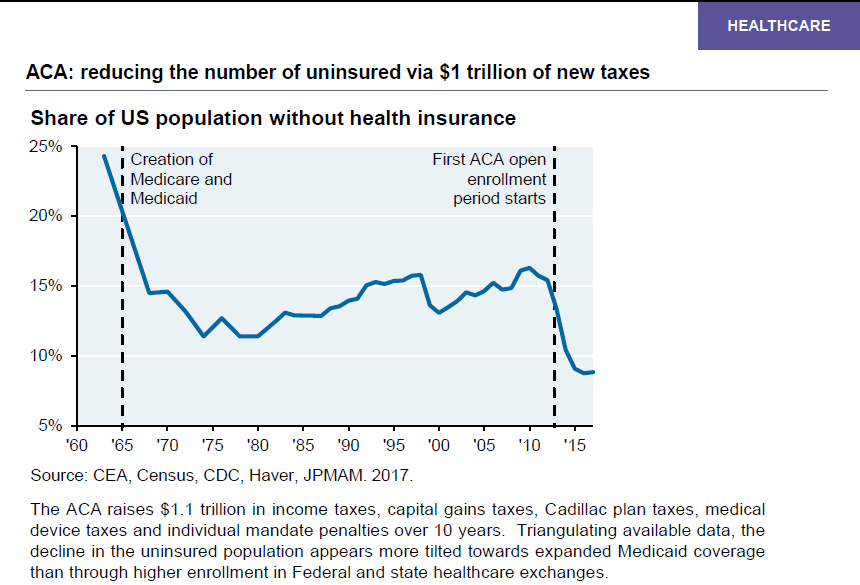 HEALTHCARE
ACA: reducing the number of uninsured via $1 trillion of new taxes
Share of US population without health insurance
25%
20%
15%
10%
5%
Creation of
Medicare and
Medicaid
First ACA open
enrollment
period starts
'60 '65 '70 '75 '80 '85 '90 '95 '00 '05 '10 '15
Source: CEA, Census, CDC, Haver, JPMAM. 2017.
The ACA raises $1.1 trillion in income taxes, capital gains taxes, Cadillac plan taxes, medical
device taxes and individual mandate penalties over 10 years. Triangulating available data, the
decline in the uninsured population appears more tilted towards expanded Medicaid coverage
than through higher enrollment in Federal and state healthcare exchanges.